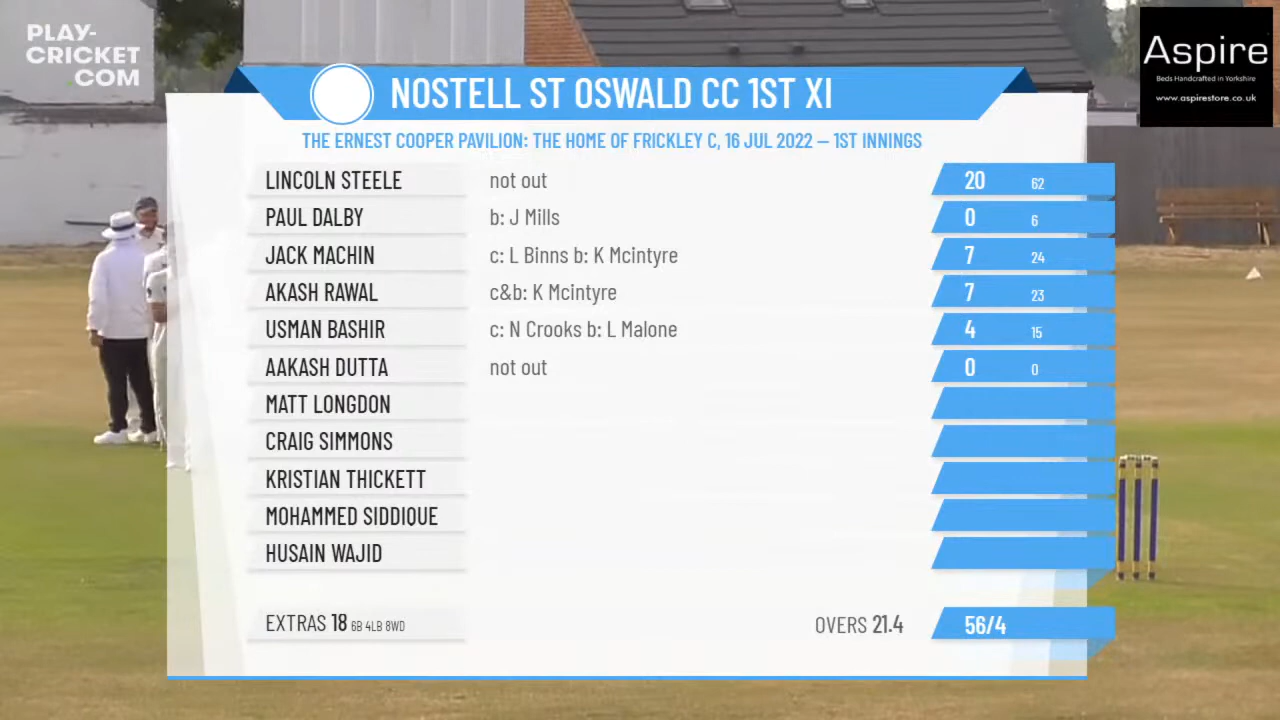 PLAY-
CRICKET
.COM
Aspire
Beds Handcrafted in Yorkshire
www.aspirestore.co.uk
NOSTELL ST OSWALD CC 1ST XI
THE ERNEST COOPER PAVILION: THE HOME OF FRICKLEY C, 16 JUL 2022 – 1ST INNINGS
LINCOLN STEELE not out 20 62
PAUL DALBY b: J Mills 0 6
JACK MACHIN c: L Binns b: K Mcintyre 7 24
AKASH RAWAL c&b: K Mcintyre 7 23
USMAN BASHIR c: N Crooks b: L Malone 4 15
AAKASH DUTTA not out 0 0
MATT LONGDON
CRAIG SIMMONS
KRISTIAN THICKETT
MOHAMMED SIDDIQUE
HUSAIN WAJID
EXTRAS 18 6B 4LB 8WD OVERS 21.4 56/4